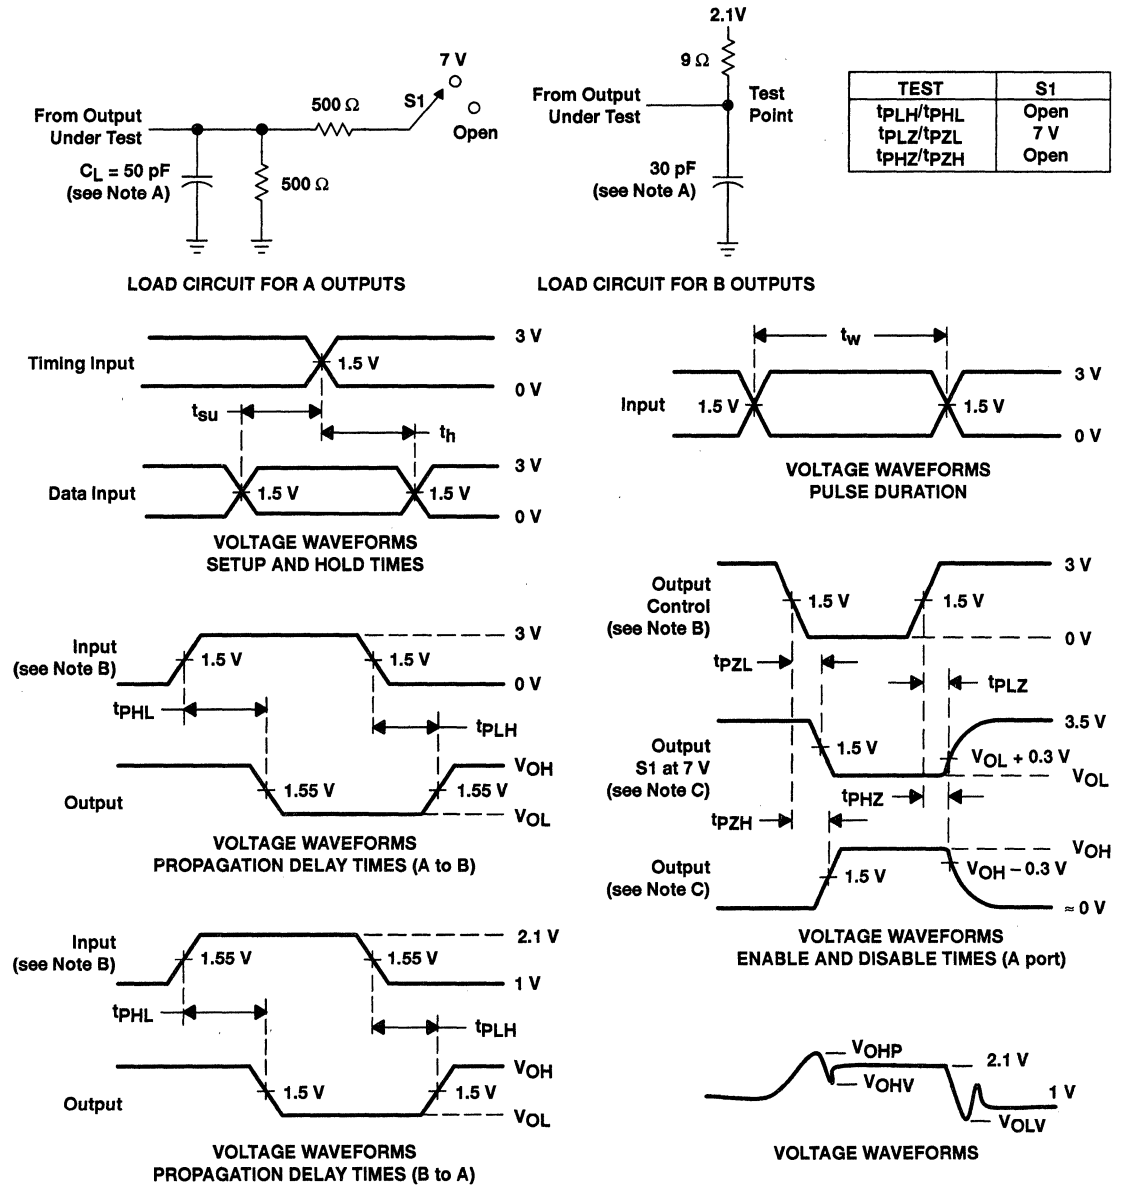 7 V
S1
500 Ω
Open
From Output
Under Test
CL = 50 pF
(see Note A)
500 Ω
LOAD CIRCUIT FOR A OUTPUTS
2.1V
9 Ω
From Output
Under Test
Test
Point
30 pF
(see Note A)
LOAD CIRCUIT FOR B OUTPUTS
TEST S1
tPLH/tPHL Open
tPLZ/tPZL 7 V
tPHZ/tPZH Open
Timing Input
3 V
1.5 V
0 V
tsu
th
Data Input
3 V
1.5 V
1.5 V
0 V
VOLTAGE WAVEFORMS
SETUP AND HOLD TIMES
tw
Input
3 V
1.5 V
1.5 V
0 V
VOLTAGE WAVEFORMS
PULSE DURATION
Input
(see Note B)
3 V
1.5 V
1.5 V
0 V
tPHL
tPLH
Output
VOH
1.55 V
1.55 V
VOL
VOLTAGE WAVEFORMS
PROPAGATION DELAY TIMES (A to B)
Output
Control
(see Note B)
3 V
1.5 V
1.5 V
0 V
tPZL
tPLZ
Output
S1 at 7 V
(see Note C)
3.5 V
1.5 V
VOL + 0.3 V
VOL
tPHZ
tPZH
Output
(see Note C)
VOH
1.5 V
VOH − 0.3 V
≈ 0 V
VOLTAGE WAVEFORMS
ENABLE AND DISABLE TIMES (A port)
Input
(see Note B)
2.1 V
1.55 V
1.55 V
1 V
tPHL
tPLH
Output
VOH
1.5 V
1.5 V
VOL
VOLTAGE WAVEFORMS
PROPAGATION DELAY TIMES (B to A)
VOHP
2.1 V
VOHV
1 V
VOLV
VOLTAGE WAVEFORMS